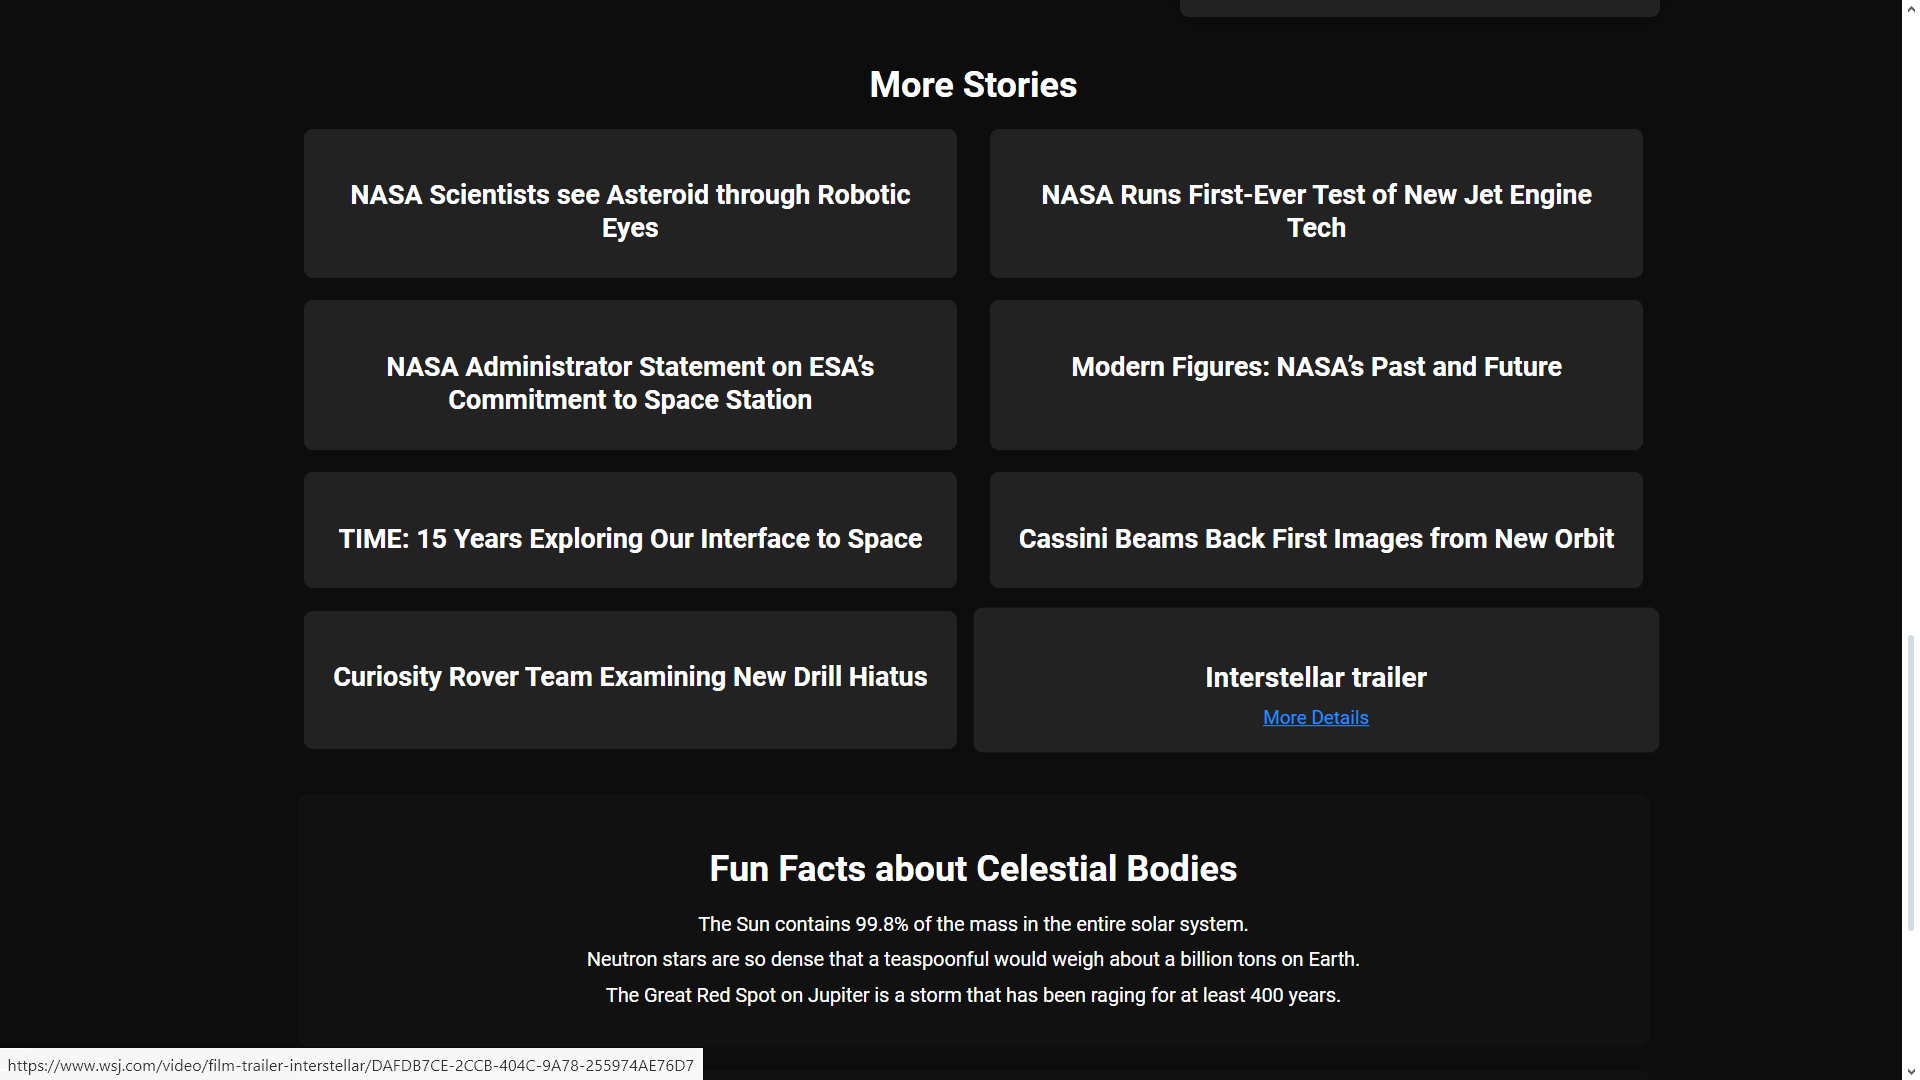 More Stories
NASA Scientists see Asteroid through Robotic
Eyes
NASA Runs First-Ever Test of New Jet Engine
Tech
NASA Administrator Statement on ESA’s
Commitment to Space Station
Modern Figures: NASA’s Past and Future
TIME: 15 Years Exploring Our Interface to Space
Cassini Beams Back First Images from New Orbit
Curiosity Rover Team Examining New Drill Hiatus
Interstellar trailer
More Details
Fun Facts about Celestial Bodies
The Sun contains 99.8% of the mass in the entire solar system.
Neutron stars are so dense that a teaspoonful would weigh about a billion tons on Earth.
The Great Red Spot on Jupiter is a storm that has been raging for at least 400 years.
https://www.wsj.com/video/film-trailer-interstellar/DAFDB7CE-2CCB-404C-9A78-255974AE76D7